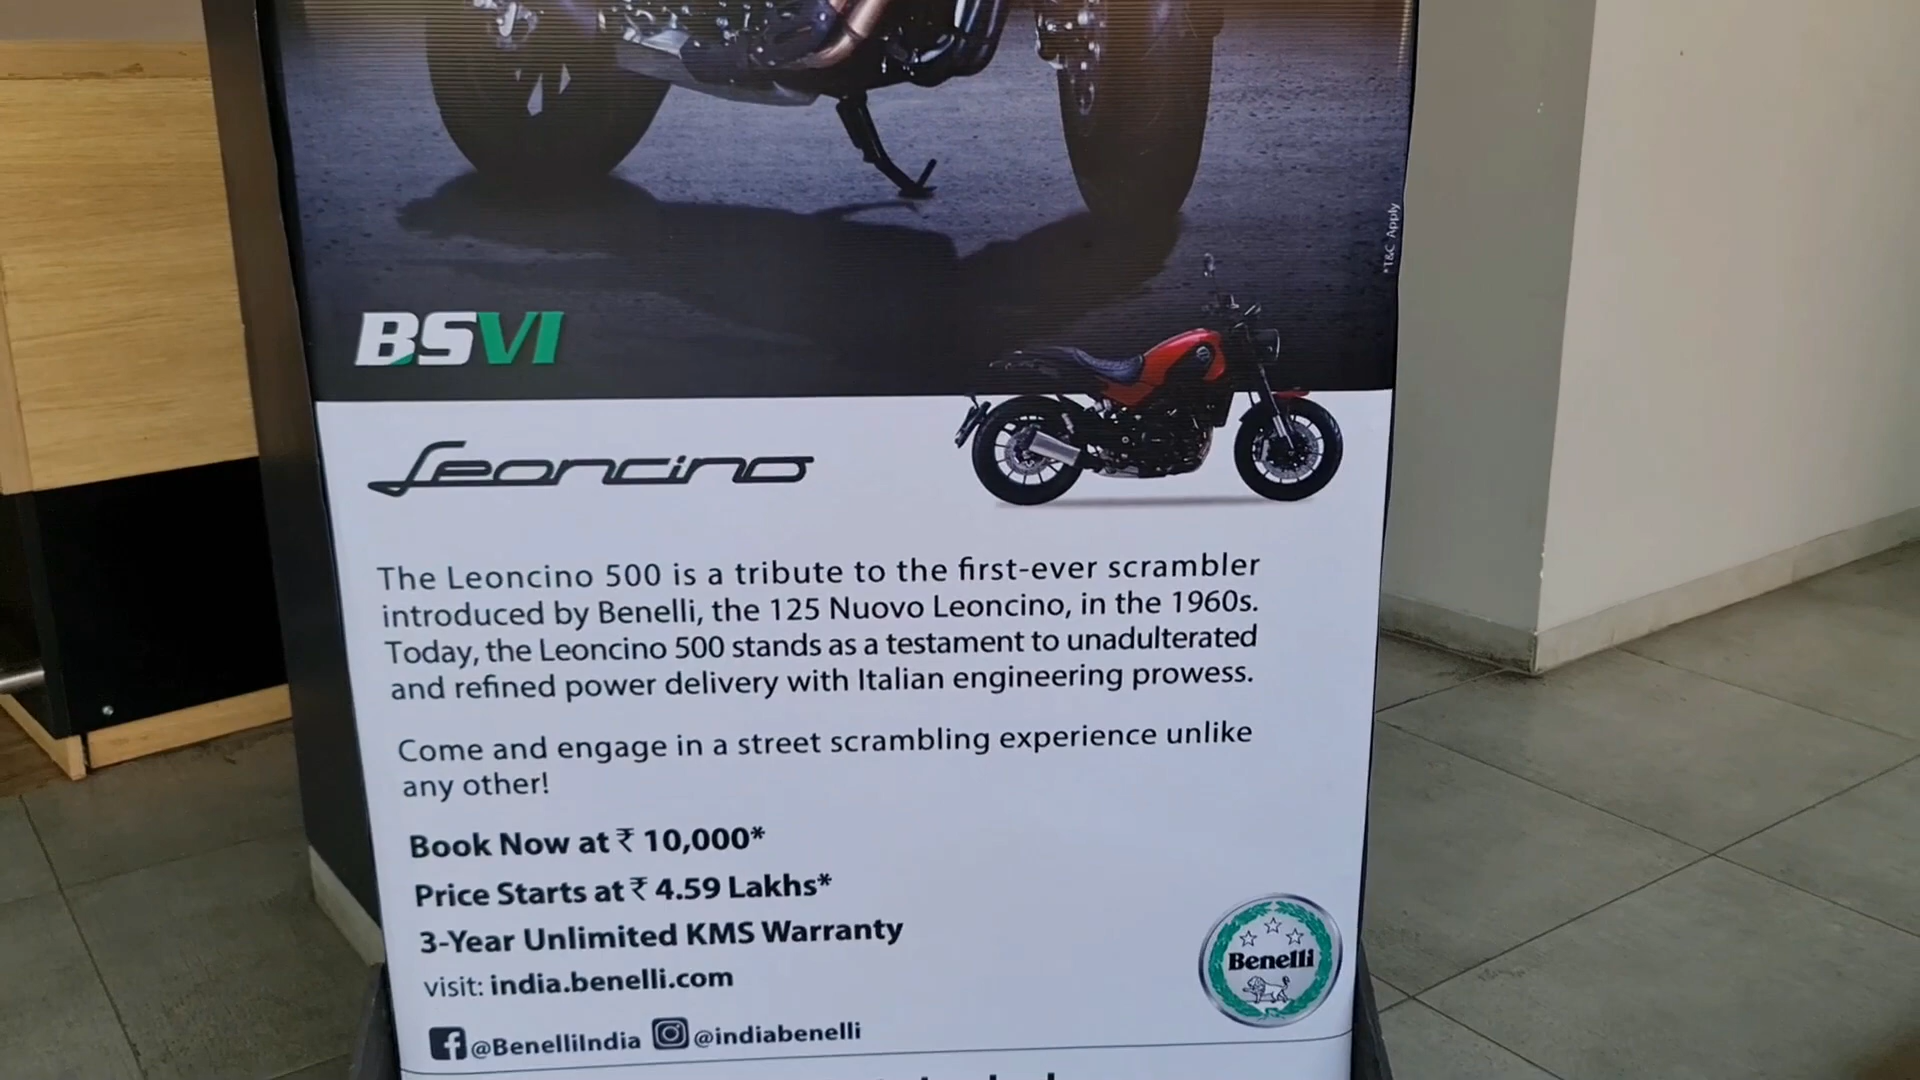 *T&C Apply
BSVI
Leoncino
The Leoncino 500 is a tribute to the first-ever scrambler
introduced by Benelli, the 125 Nuovo Leoncino, in the 1960s.
Today, the Leoncino 500 stands as a testament to unadulterated
and refined power delivery with Italian engineering prowess.
Come and engage in a street scrambling experience unlike
any other!
Book Now at ₹ 10,000*
Price Starts at ₹ 4.59 Lakhs*
3-Year Unlimited KMS Warranty
visit: india.benelli.com
@BenelliIndia @indiabenelli
Benelli